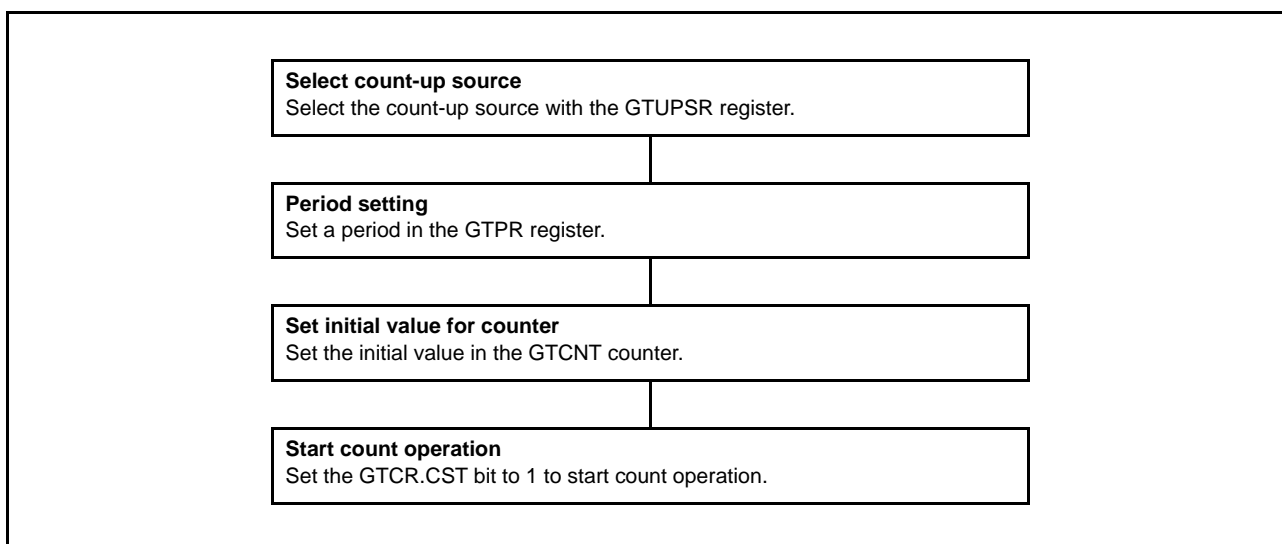 Select count-up source
Select the count-up source with the GTUPSR register.
Period setting
Set a period in the GTPR register.
Set initial value for counter
Set the initial value in the GTCNT counter.
Start count operation
Set the GTCR.CST bit to 1 to start count operation.